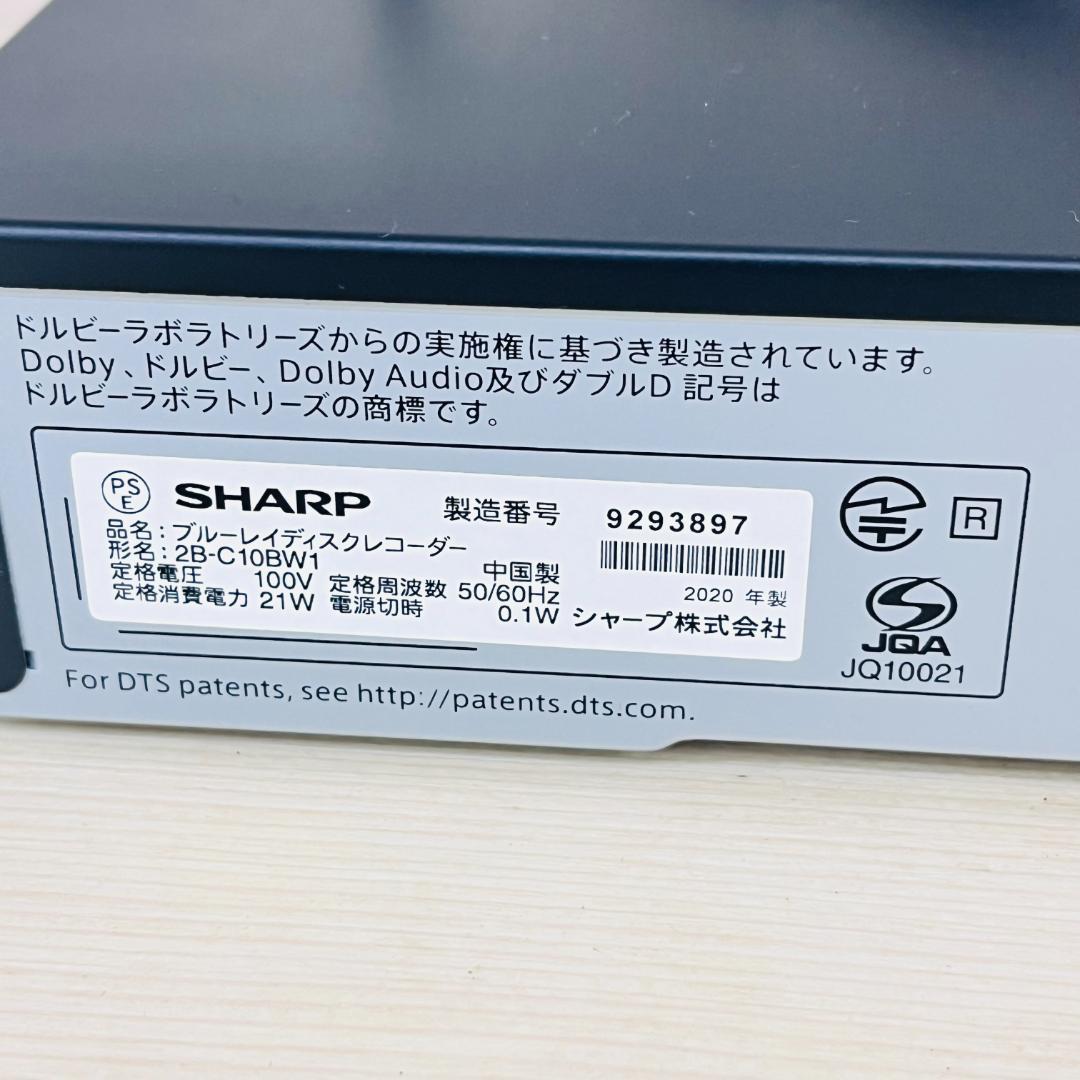 ドルビーラボラトリーズからの実施権に基づき製造されています。
Dolby、ドルビー、Dolby Audio及びダブルD 記号は
ドルビーラボラトリーズの商標です。
PSE SHARP 製造番号 9293897
品名：ブルーレイディスクレコーダー
形名：2B-C10BW1 中国製
定格電圧 100V 定格周波数 50/60Hz 2020 年製
定格消費電力 21W 電源切時 0.1W シャープ株式会社
R
JQA
JQ10021
For DTS patents, see http://patents.dts.com.